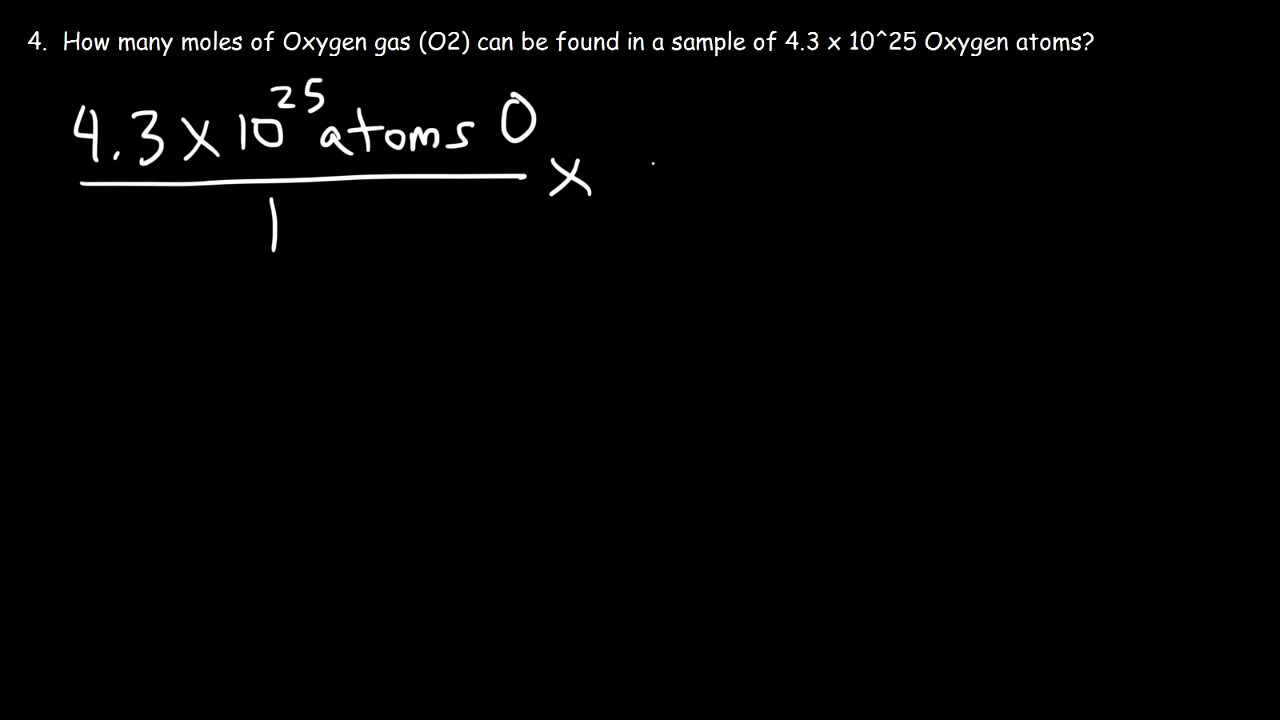 4. How many moles of Oxygen gas (O2) can be found in a sample of 4.3 x 10^25 Oxygen atoms?
4.3 x 10^25 atoms O
x
1